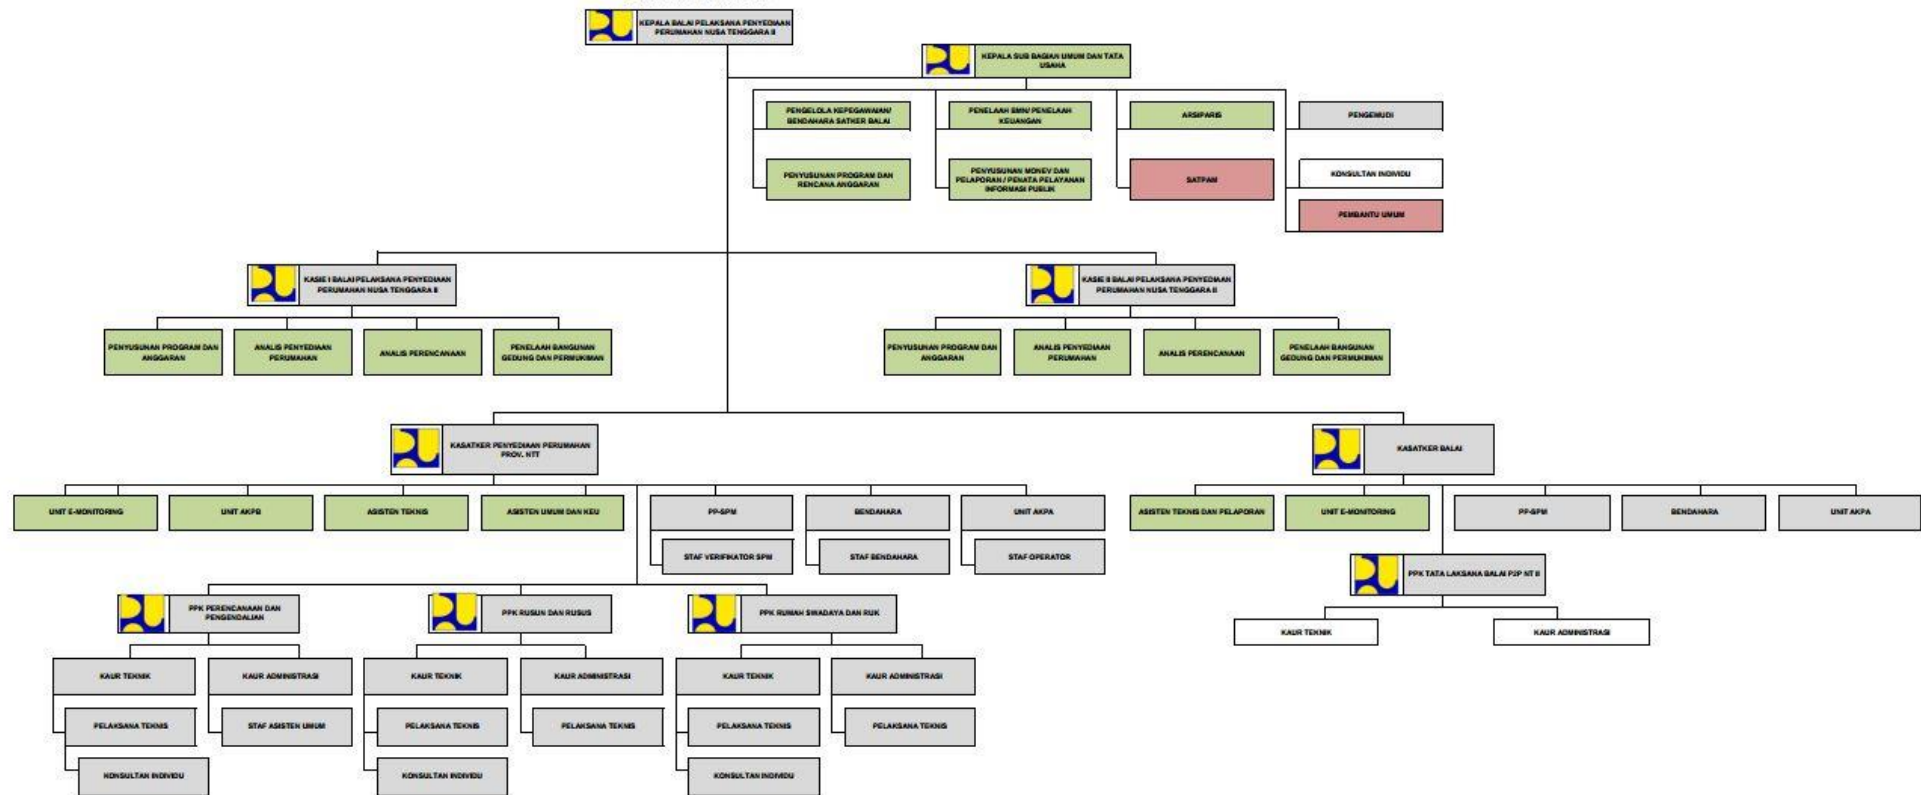 KEPALA BALAI PELAKSANA PENYEDIAAN
PERUMAHAN NUSA TENGGARA II
KEPALA SUB BAGIAN UMUM DAN TATA
USAHA
PENGELOLA KEPEGAWAIAN/
BENDAHARA SATKER BALAI
PENELAAH BMN/ PENELAAH
KEUANGAN
ARSIPARIS
PENGEMUDI
PENYUSUNAN PROGRAM DAN
RENCANA ANGGARAN
PENYUSUNAN MONEV DAN
PELAPORAN / PENATA PELAYANAN
INFORMASI PUBLIK
SATPAM
KONSULTAN INDIVIDU
PEMBANTU UMUM
KASIE I BALAI PELAKSANA PENYEDIAAN
PERUMAHAN NUSA TENGGARA II
KASIE II BALAI PELAKSANA PENYEDIAAN
PERUMAHAN NUSA TENGGARA II
PENYUSUNAN PROGRAM DAN
ANGGARAN
ANALIS PENYEDIAAN
PERUMAHAN
ANALIS PERENCANAAN
PENELAAH BANGUNAN
GEDUNG DAN PERMUKIMAN
PENYUSUNAN PROGRAM DAN
ANGGARAN
ANALIS PENYEDIAAN
PERUMAHAN
ANALIS PERENCANAAN
PENELAAH BANGUNAN
GEDUNG DAN PERMUKIMAN
KASATKER PENYEDIAAN PERUMAHAN
PROV. NTT
KASATKER BALAI
UNIT E-MONITORING
UNIT AKPB
ASISTEN TEKNIS
ASISTEN UMUM DAN KEU
PP-SPM
BENDAHARA
UNIT AKPA
ASISTEN TEKNIS DAN PELAPORAN
UNIT E-MONITORING
PP-SPM
BENDAHARA
UNIT AKPA
STAF VERIFIKATOR SPM
STAF BENDAHARA
STAF OPERATOR
PPK TATA LAKSANA BALAI P2P NT II
PPK PERENCANAAN DAN
PENGENDALIAN
PPK RUSUN DAN RUSUS
PPK RUMAH SWADAYA DAN RUK
KAUR TEKNIK
KAUR ADMINISTRASI
KAUR TEKNIK
KAUR ADMINISTRASI
KAUR TEKNIK
KAUR ADMINISTRASI
KAUR TEKNIK
KAUR ADMINISTRASI
PELAKSANA TEKNIS
STAF ASISTEN UMUM
PELAKSANA TEKNIS
PELAKSANA TEKNIS
PELAKSANA TEKNIS
PELAKSANA TEKNIS
KONSULTAN INDIVIDU
KONSULTAN INDIVIDU
KONSULTAN INDIVIDU